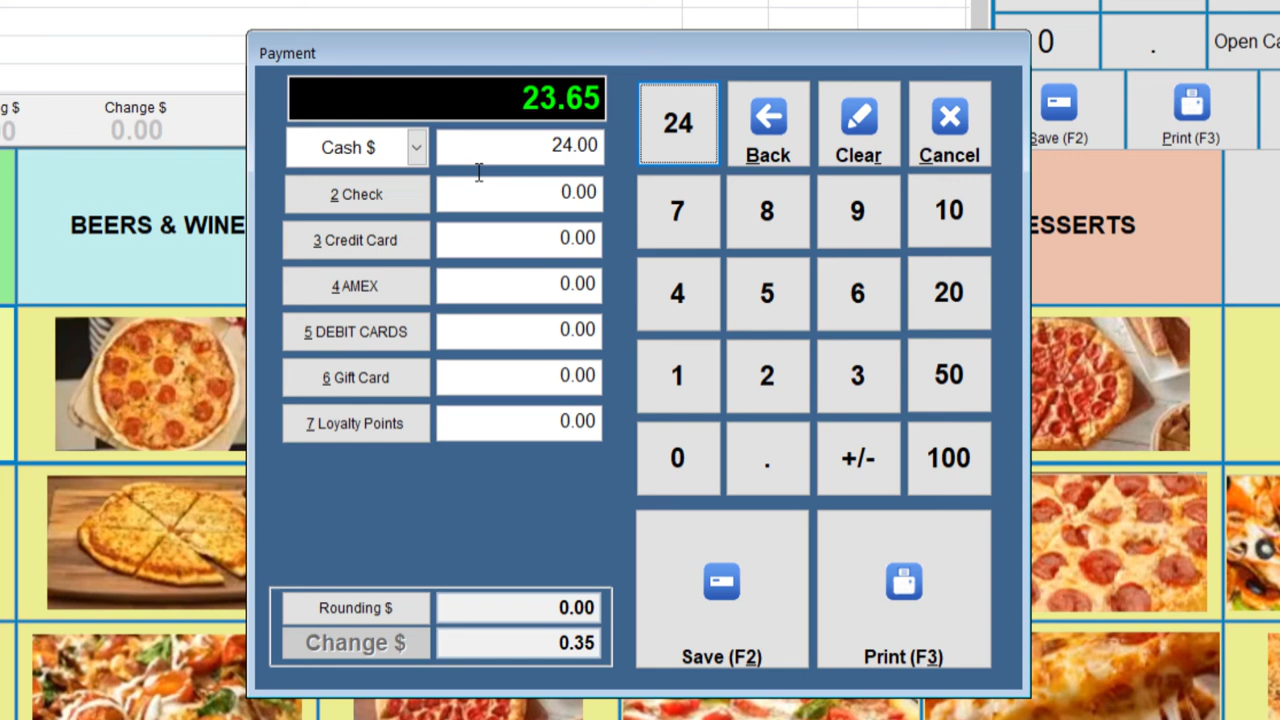 Payment
0 . Open Ca
g $ Change $
0 0.00
Save (F2) Print (F3)
23.65
Cash $ 24.00
2 Check 0.00
3 Credit Card 0.00
4 AMEX 0.00
5 DEBIT CARDS 0.00
6 Gift Card 0.00
7 Loyalty Points 0.00
Rounding $ 0.00
Change $ 0.35
24 Back Clear Cancel
7 8 9 10
4 5 6 20
1 2 3 50
0 . +/- 100
Save (F2) Print (F3)
BEERS & WINE
ESSERTS